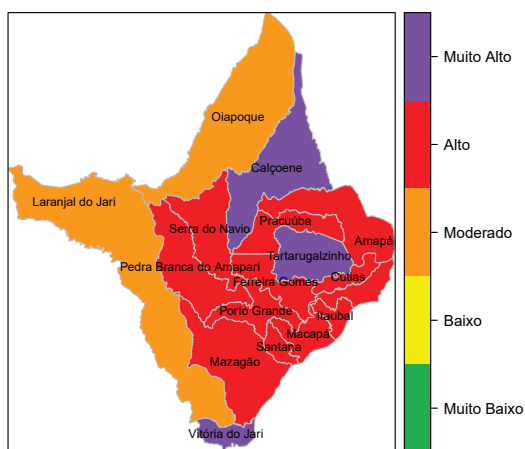 Oiapoque
Calçoene
Laranjal do Jari
Pracuúba
Serra do Navio
Amapá
Tartarugalzinho
Pedra Branca do Amapari
Cutias
Ferreira Gomes
Porto Grande
Itaubal
Macapá
Santana
Mazagão
Vitória do Jari
Muito Alto
Alto
Moderado
Baixo
Muito Baixo